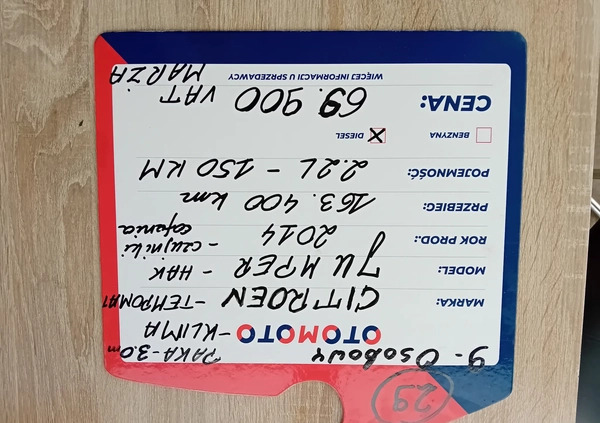 29
9 - Osobowy
PAKA - 3.0m
OTOMOTO
- KLIMA
MARKA: CITROEN - TEMPOMAT
MODEL: JUMPER - HAK
ROK PROD.: 2014 - czujniki cofania
PRZEBIEG: 163.400 km
POJEMNOŚĆ: 2.2L - 150 KM
BENZYNA DIESEL X
CENA: 69.900 VAT MARŻA
WIĘCEJ INFORMACJI U SPRZEDAWCY